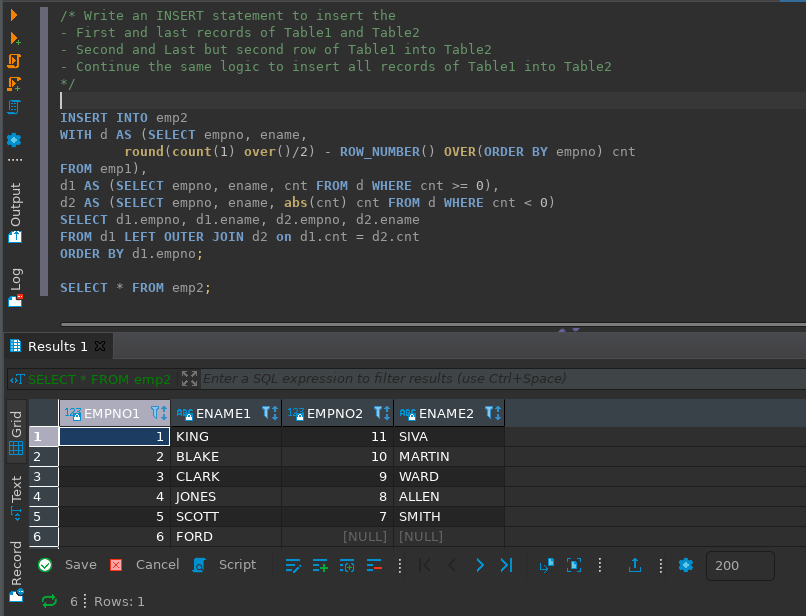 /* Write an INSERT statement to insert the
- First and last records of Table1 and Table2
- Second and Last but second row of Table1 into Table2
- Continue the same logic to insert all records of Table1 into Table2
*/
INSERT INTO emp2
WITH d AS (SELECT empno, ename,
round(count(1) over()/2) - ROW_NUMBER() OVER(ORDER BY empno) cnt
FROM emp1),
d1 AS (SELECT empno, ename, cnt FROM d WHERE cnt >= 0),
d2 AS (SELECT empno, ename, abs(cnt) cnt FROM d WHERE cnt < 0)
SELECT d1.empno, d1.ename, d2.empno, d2.ename
FROM d1 LEFT OUTER JOIN d2 on d1.cnt = d2.cnt
ORDER BY d1.empno;
SELECT * FROM emp2;
Output
Log
Results 1
SELECT * FROM emp2 Enter a SQL expression to filter results (use Ctrl+Space)
Grid
Text
Record
123 EMPNO1 ABC ENAME1 123 EMPNO2 ABC ENAME2
1 1 KING 11 SIVA
2 2 BLAKE 10 MARTIN
3 3 CLARK 9 WARD
4 4 JONES 8 ALLEN
5 5 SCOTT 7 SMITH
6 6 FORD [NULL] [NULL]
Save Cancel Script 200
6 Rows: 1